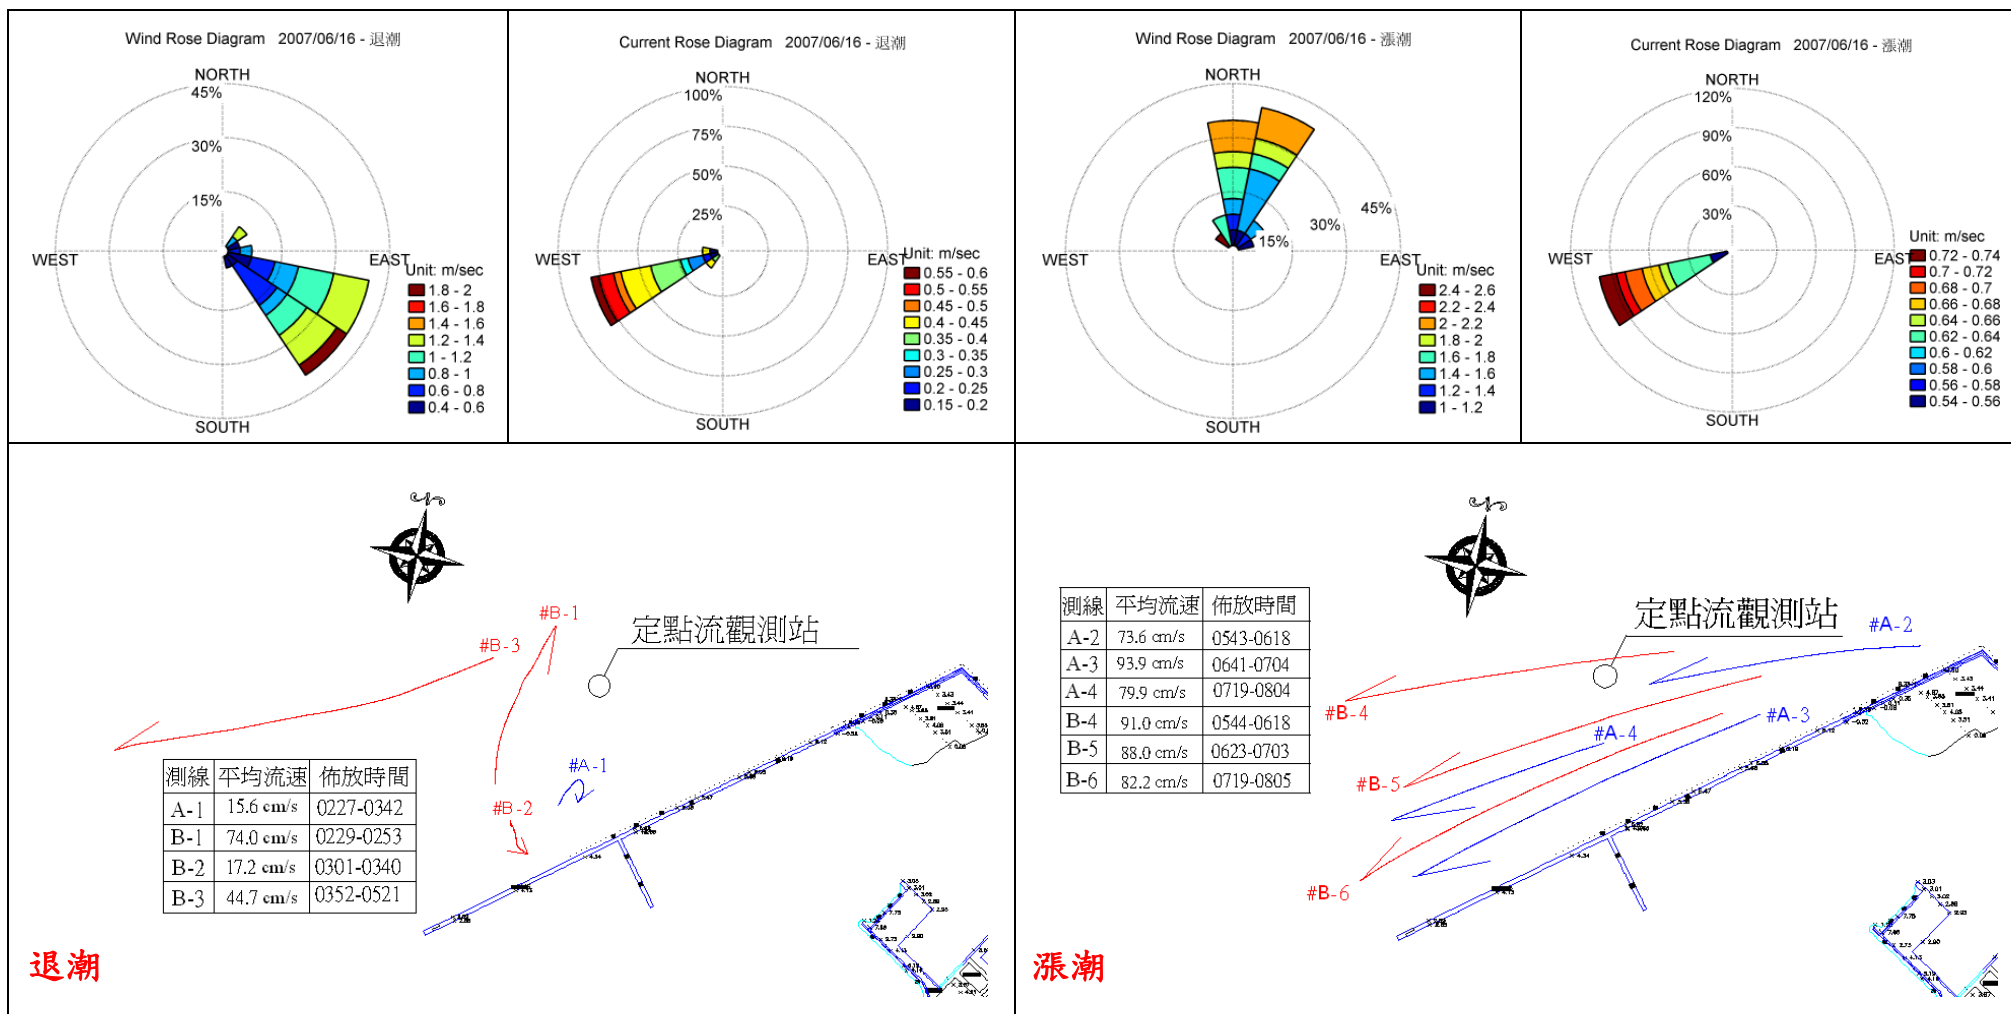 Wind Rose Diagram 2007/06/16 - 退潮
NORTH
45%
30%
15%
WEST
EAST
SOUTH
Unit: m/sec
1.8 - 2
1.6 - 1.8
1.4 - 1.6
1.2 - 1.4
1 - 1.2
0.8 - 1
0.6 - 0.8
0.4 - 0.6
Current Rose Diagram 2007/06/16 - 退潮
NORTH
100%
75%
50%
25%
WEST
EAST
SOUTH
Unit: m/sec
0.55 - 0.6
0.5 - 0.55
0.45 - 0.5
0.4 - 0.45
0.35 - 0.4
0.3 - 0.35
0.25 - 0.3
0.2 - 0.25
0.15 - 0.2
Wind Rose Diagram 2007/06/16 - 漲潮
NORTH
45%
30%
15%
WEST
EAST
SOUTH
Unit: m/sec
2.4 - 2.6
2.2 - 2.4
2 - 2.2
1.8 - 2
1.6 - 1.8
1.4 - 1.6
1.2 - 1.4
1 - 1.2
Current Rose Diagram 2007/06/16 - 漲潮
NORTH
120%
90%
60%
30%
WEST
EAST
SOUTH
Unit: m/sec
0.72 - 0.74
0.7 - 0.72
0.68 - 0.7
0.66 - 0.68
0.64 - 0.66
0.62 - 0.64
0.6 - 0.62
0.58 - 0.6
0.56 - 0.58
0.54 - 0.56
#B-1
定點流觀測站
#B-3
#A-1
#B-2
測線 平均流速 佈放時間
A-1 15.6 cm/s 0227-0342
B-1 74.0 cm/s 0229-0253
B-2 17.2 cm/s 0301-0340
B-3 44.7 cm/s 0352-0521
退潮
測線 平均流速 佈放時間
A-2 73.6 cm/s 0543-0618
A-3 93.9 cm/s 0641-0704
A-4 79.9 cm/s 0719-0804
B-4 91.0 cm/s 0544-0618
B-5 88.0 cm/s 0623-0703
B-6 82.2 cm/s 0719-0805
定點流觀測站
#A-2
#B-4
#A-3
#A-4
#B-5
#B-6
漲潮